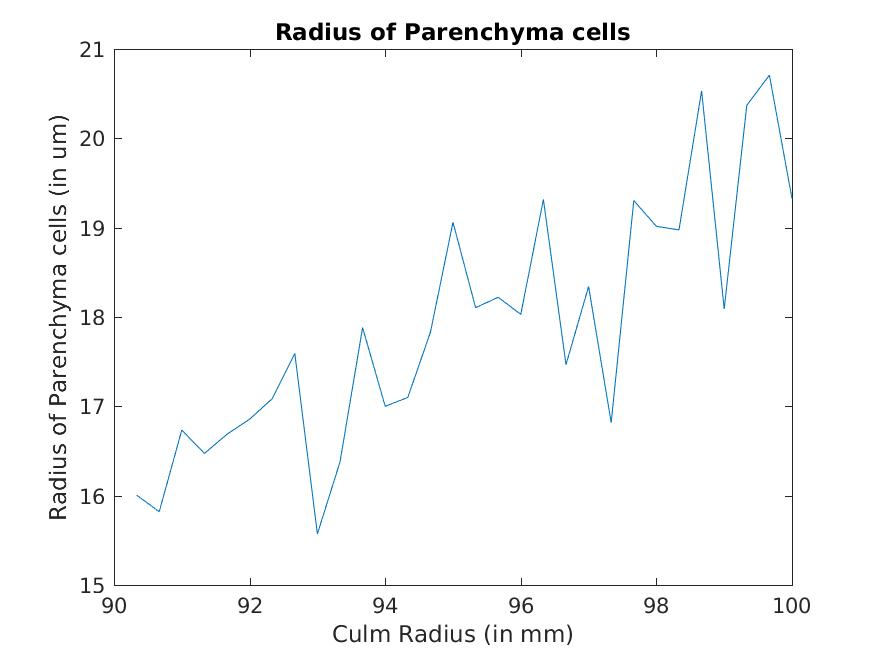 Radius of Parenchyma cells
21
20
19
18
17
16
15
Radius of Parenchyma cells (in um)
90 92 94 96 98 100
Culm Radius (in mm)